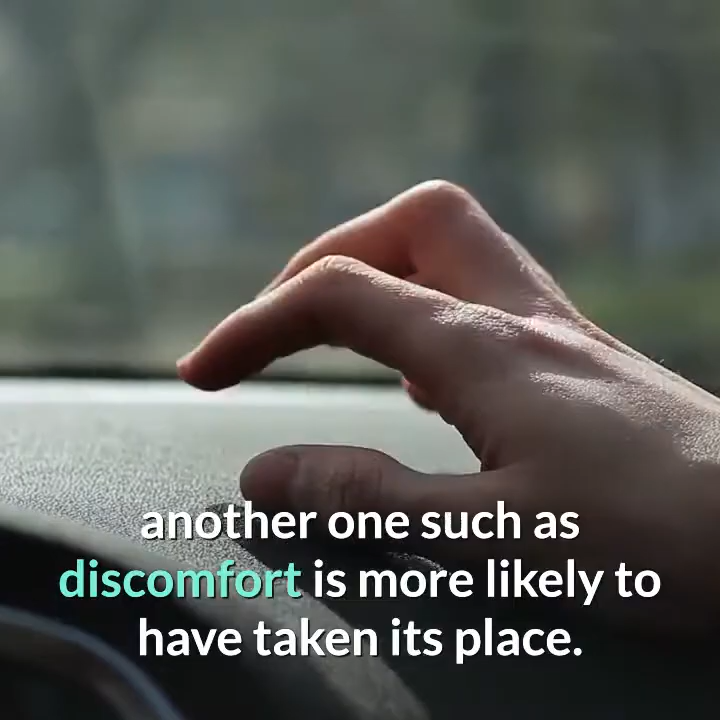 another one such as
discomfort is more likely to
have taken its place.